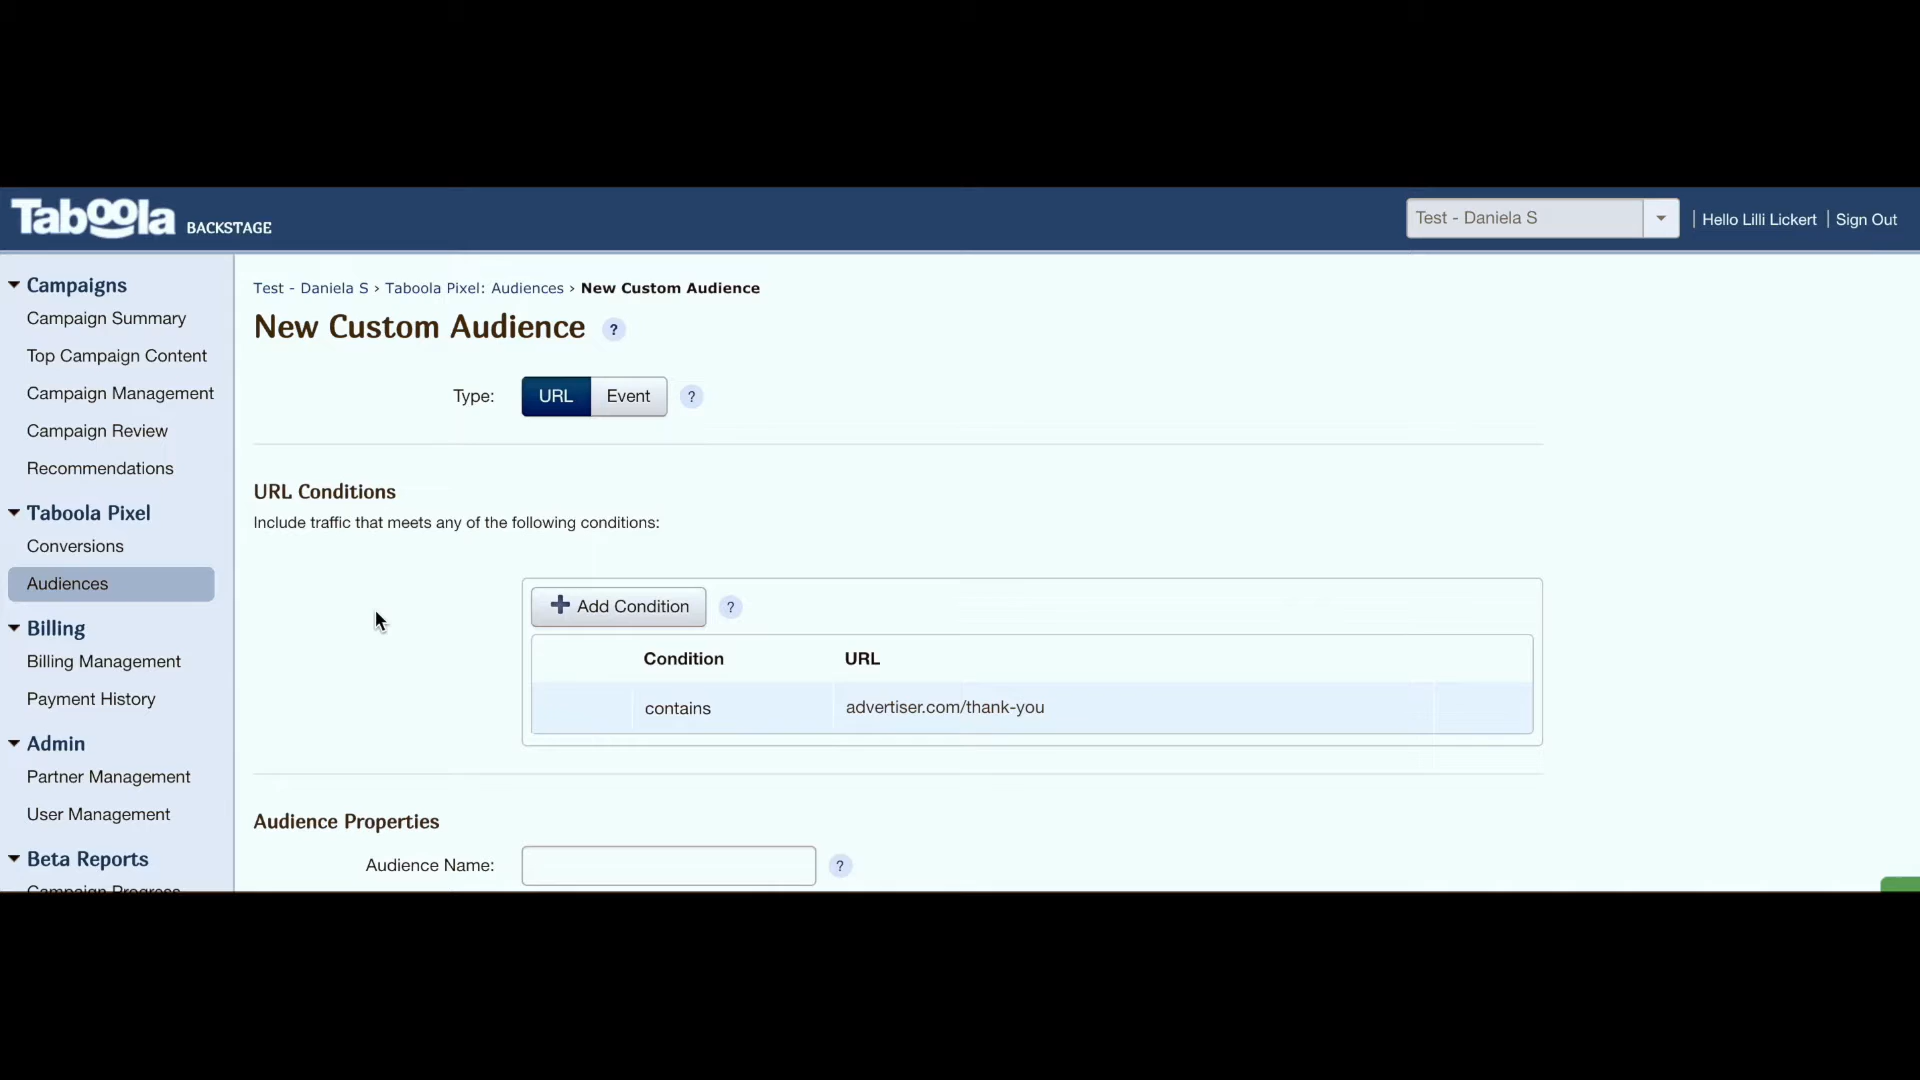 Taboola BACKSTAGE
Test - Daniela S
| Hello Lilli Lickert | Sign Out
Campaigns
Campaign Summary
Top Campaign Content
Campaign Management
Campaign Review
Recommendations
Taboola Pixel
Conversions
Audiences
Billing
Billing Management
Payment History
Admin
Partner Management
User Management
Beta Reports
Campaign Progress
Test - Daniela S › Taboola Pixel: Audiences › New Custom Audience
New Custom Audience ?
Type: URL Event ?
URL Conditions
Include traffic that meets any of the following conditions:
+ Add Condition ?
Condition URL
contains advertiser.com/thank-you
Audience Properties
Audience Name: ?